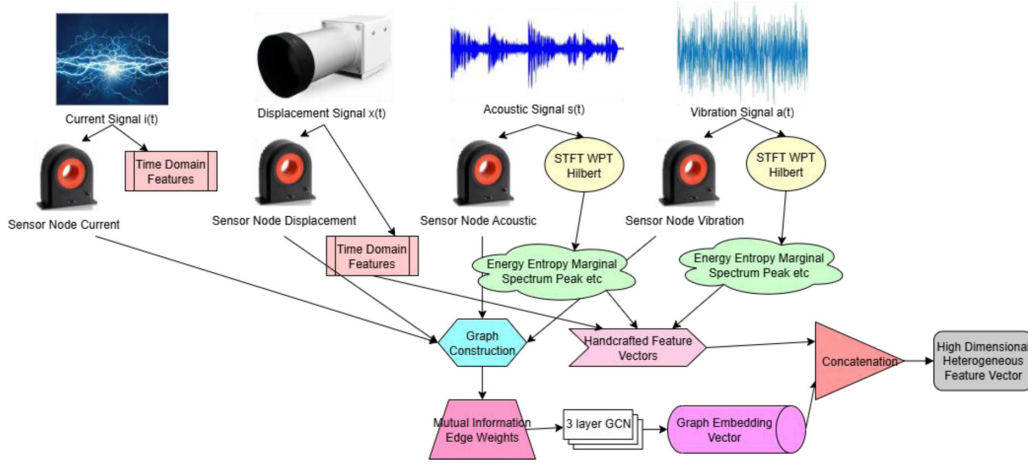 Current Signal i(t)
Displacement Signal x(t)
Acoustic Signal s(t)
Vibration Signal a(t)
Time Domain
Features
STFT WPT
Hilbert
STFT WPT
Hilbert
Sensor Node Current
Sensor Node Displacement
Sensor Node Acoustic
Sensor Node Vibration
Time Domain
Features
Energy Entropy Marginal
Spectrum Peak etc
Energy Entropy Marginal
Spectrum Peak etc
Graph
Construction
Handcrafted Feature
Vectors
Concatenation
High Dimensional
Heterogeneous
Feature Vector
Mutual Information
Edge Weights
3 layer GCN
Graph Embedding
Vector